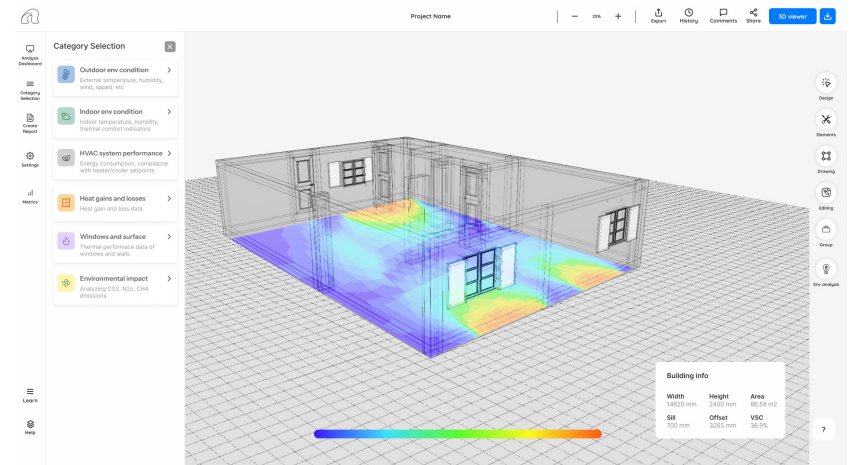 Project Name
20%
Export
History
Comments
Share
3D viewer
Analysis
Dashboard
Category
Selection
Create
Report
Settings
Metrics
Learn
Help
Category Selection
Outdoor env condition
External temperature, humidity,
wind, spped, etc
Indoor env condition
Indoor temperature, humidity,
thermal comfort indicators
HVAC system performance
Energy consumption, compliacne
with heater/cooler setpoints
Heat gains and losses
Heat gain and loss data
Windows and surface
Thermal performace data of
windows and walls
Environmental impact
Analyzing CO2, N2o, CH4
emissions
Design
Elements
Drawing
Editing
Group
Env analysis
Building info
Width Height Area
14820 mm 2400 mm 86.59 m2
Sill Offset VSC
700 mm 3265 mm 36.9%
?